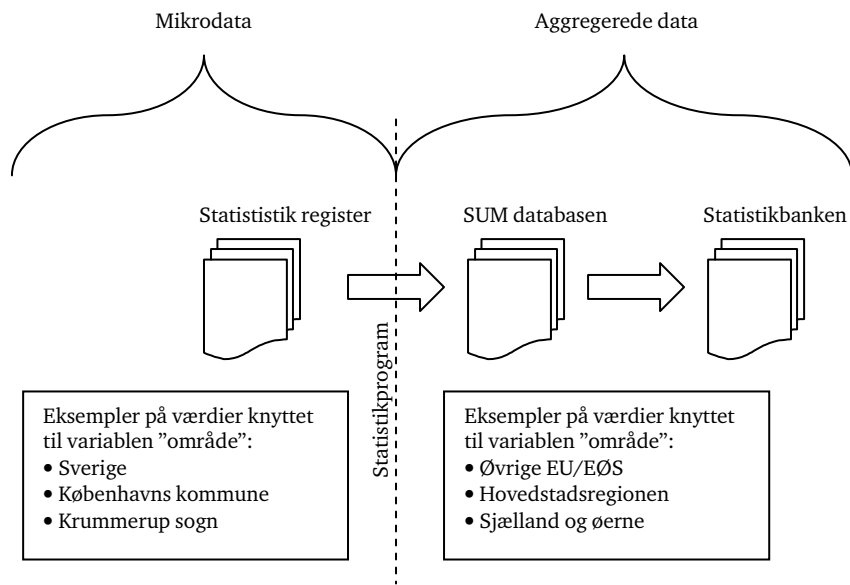 Mikrodata
Aggregerede data
Statististik register
SUM databasen
Statistikbanken
Statistikprogram
Eksempler på værdier knyttet
til variablen ”område”:
• Sverige
• Københavns kommune
• Krummerup sogn
Eksempler på værdier knyttet
til variablen ”område”:
• Øvrige EU/EØS
• Hovedstadsregionen
• Sjælland og øerne